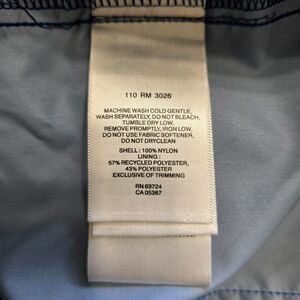 110 RM 3026
MACHINE WASH COLD GENTLE,
WASH SEPARATELY, DO NOT BLEACH,
TUMBLE DRY LOW,
REMOVE PROMPTLY, IRON LOW,
DO NOT USE FABRIC SOFTENER,
DO NOT DRYCLEAN
SHELL : 100% NYLON
LINING :
57% RECYCLED POLYESTER,
43% POLYESTER
EXCLUSIVE OF TRIMMING
RN 69724
CA 05367